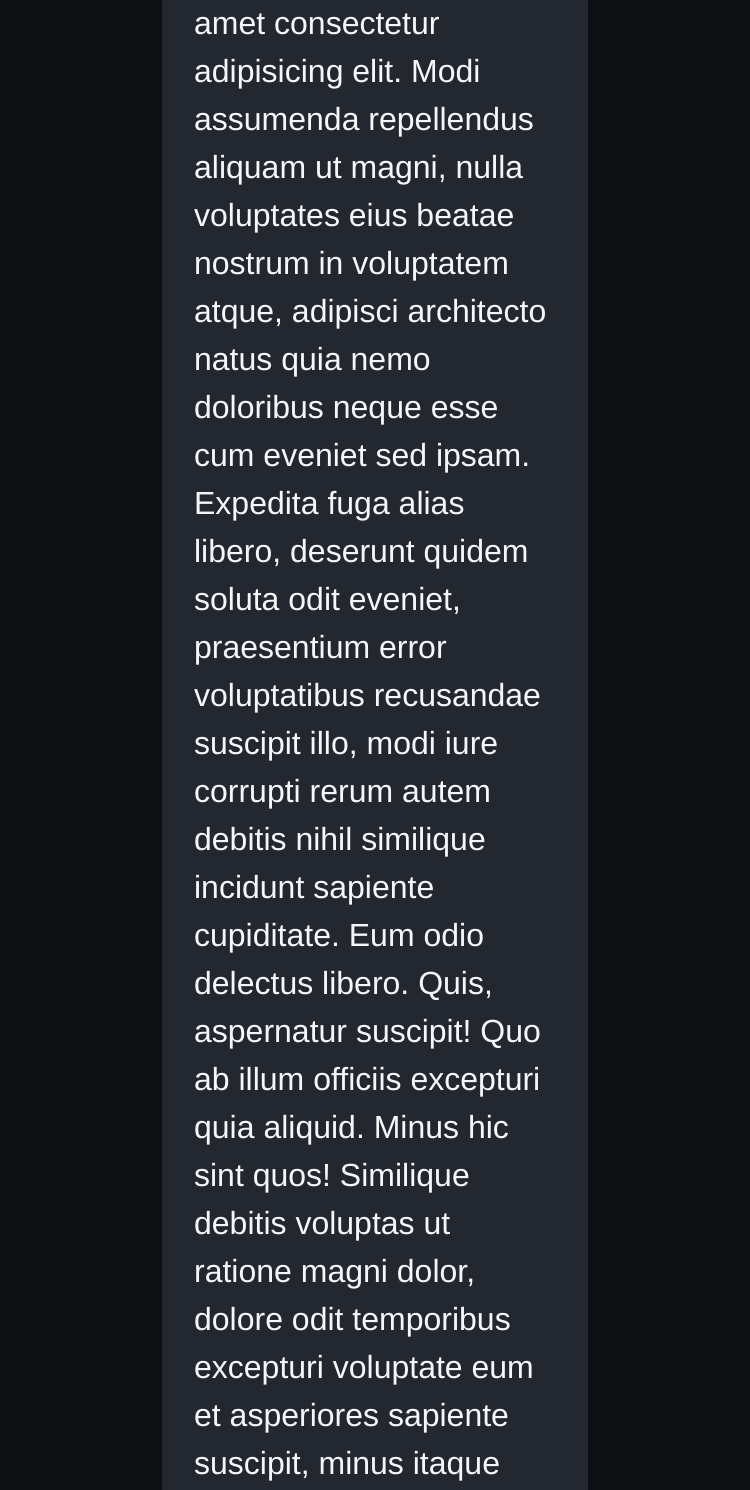 amet consectetur
adipisicing elit. Modi
assumenda repellendus
aliquam ut magni, nulla
voluptates eius beatae
nostrum in voluptatem
atque, adipisci architecto
natus quia nemo
doloribus neque esse
cum eveniet sed ipsam.
Expedita fuga alias
libero, deserunt quidem
soluta odit eveniet,
praesentium error
voluptatibus recusandae
suscipit illo, modi iure
corrupti rerum autem
debitis nihil similique
incidunt sapiente
cupiditate. Eum odio
delectus libero. Quis,
aspernatur suscipit! Quo
ab illum officiis excepturi
quia aliquid. Minus hic
sint quos! Similique
debitis voluptas ut
ratione magni dolor,
dolore odit temporibus
excepturi voluptate eum
et asperiores sapiente
suscipit, minus itaque